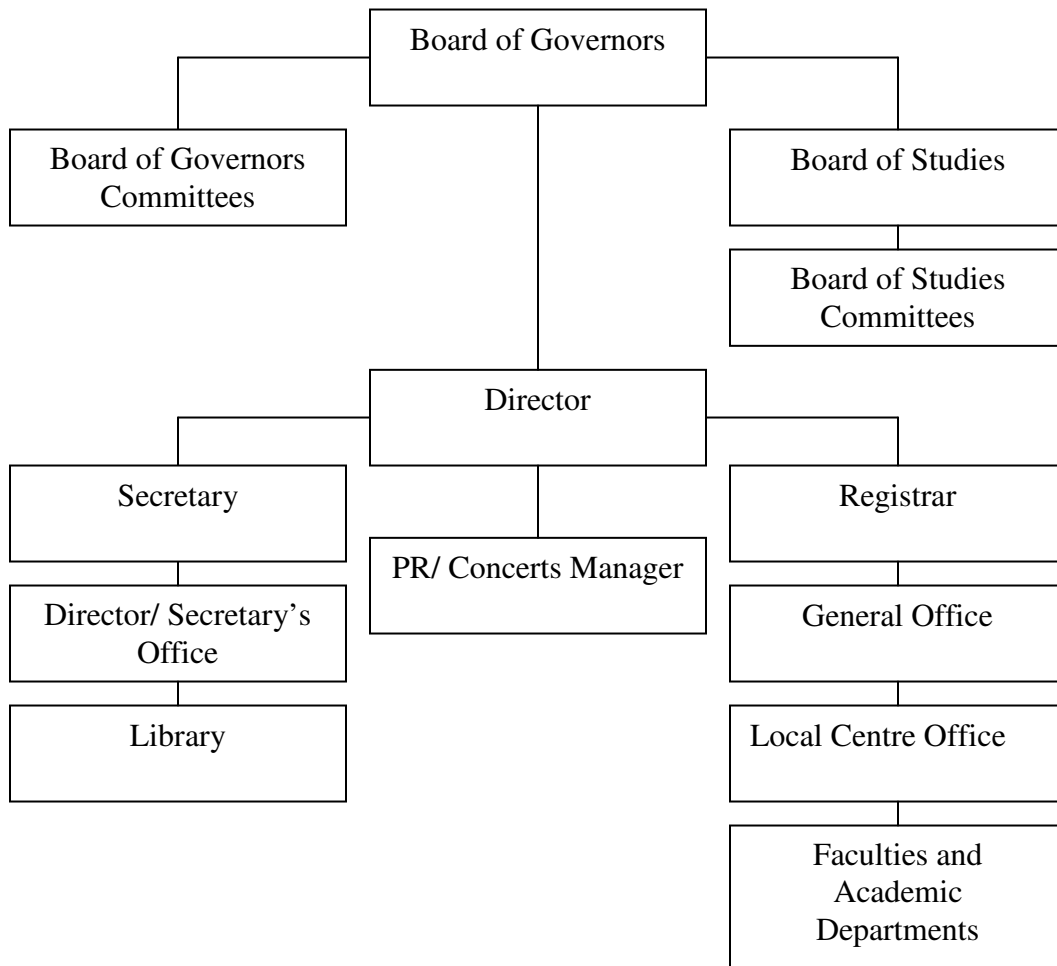 Board of Governors
Board of Governors
Committees
Board of Studies
Board of Studies
Committees
Director
Secretary
PR/ Concerts Manager
Registrar
Director/ Secretary’s
Office
General Office
Library
Local Centre Office
Faculties and
Academic
Departments